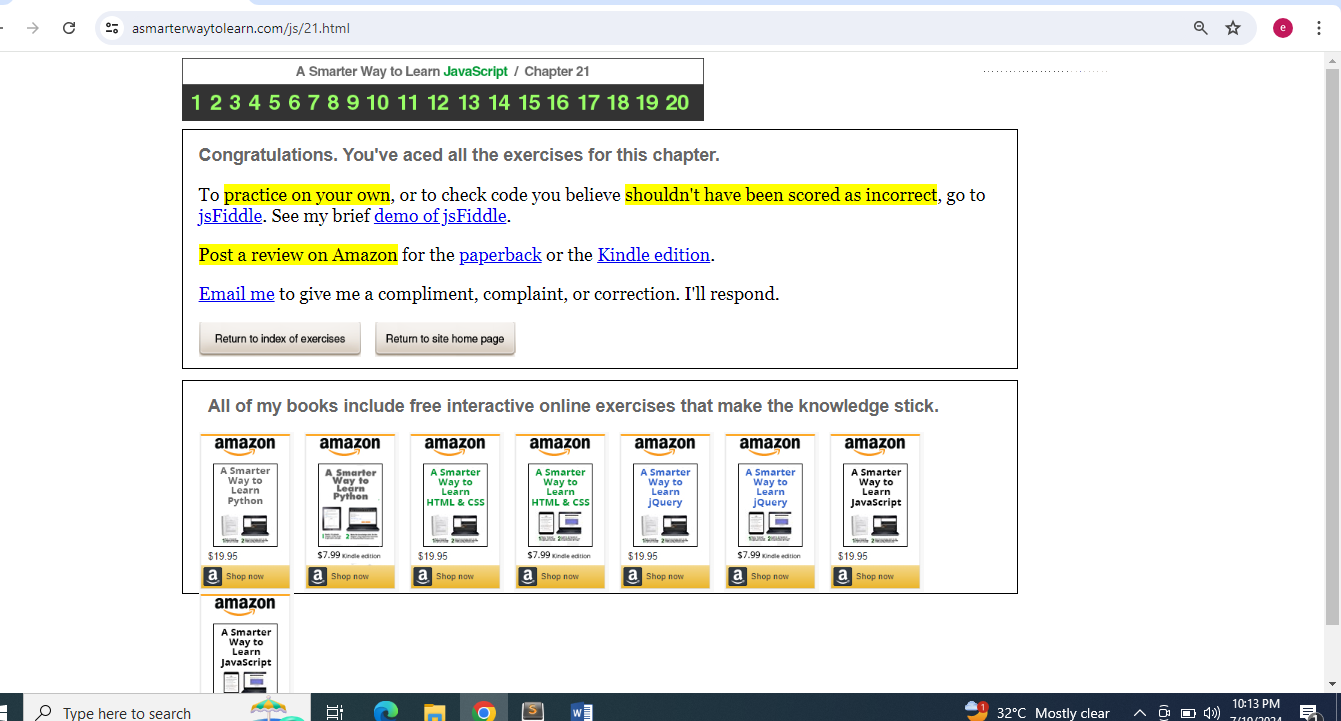 asmarterwaytolearn.com/js/21.html
e
A Smarter Way to Learn JavaScript / Chapter 21
1 2 3 4 5 6 7 8 9 10 11 12 13 14 15 16 17 18 19 20
Congratulations. You've aced all the exercises for this chapter.
To practice on your own, or to check code you believe shouldn't have been scored as incorrect, go to
jsFiddle. See my brief demo of jsFiddle.
Post a review on Amazon for the paperback or the Kindle edition.
Email me to give me a compliment, complaint, or correction. I'll respond.
Return to index of exercises
Return to site home page
All of my books include free interactive online exercises that make the knowledge stick.
amazon
A Smarter
Way to
Learn
Python
$19.95
a Shop now
amazon
A Smarter
Way to
Learn
Python
$7.99 Kindle edition
a Shop now
amazon
A Smarter
Way to
Learn
HTML & CSS
$19.95
a Shop now
amazon
A Smarter
Way to
Learn
HTML & CSS
$7.99 Kindle edition
a Shop now
amazon
A Smarter
Way to
Learn
jQuery
$19.95
a Shop now
amazon
A Smarter
Way to
Learn
jQuery
$7.99 Kindle edition
a Shop now
amazon
A Smarter
Way to
Learn
JavaScript
$19.95
a Shop now
amazon
A Smarter
Way to
Learn
JavaScript
Type here to search
S
W
1
32°C Mostly clear
10:13 PM